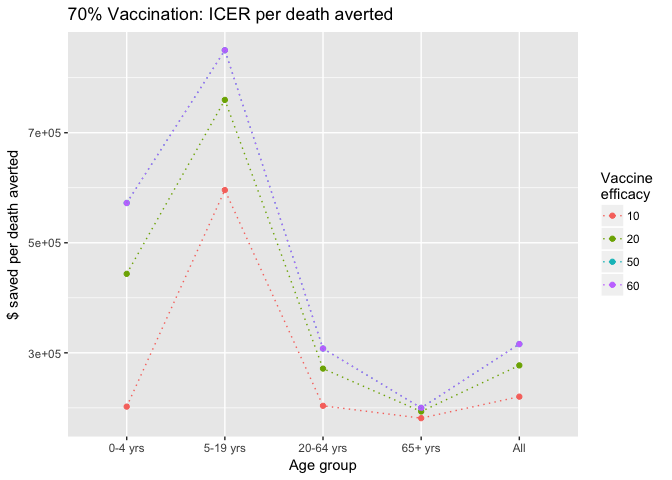 70% Vaccination: ICER per death averted
$ saved per death averted
7e+05
5e+05
3e+05
0-4 yrs
5-19 yrs
20-64 yrs
65+ yrs
All
Age group
Vaccine
efficacy
10
20
50
60